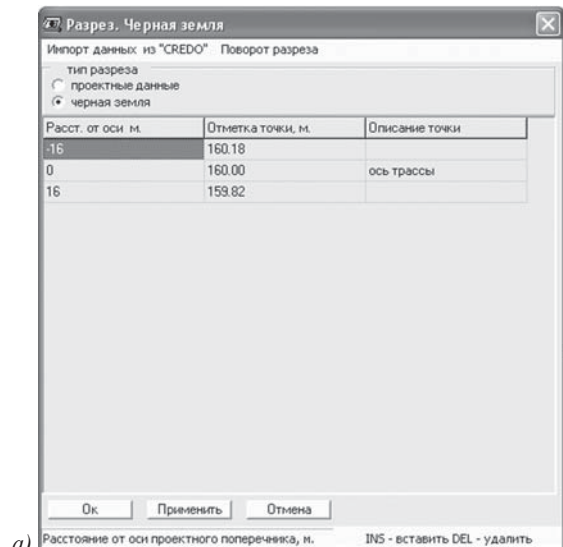 Разрез. Черная земля
Импорт данных из "CREDO" Поворот разреза
тип разреза
проектные данные
черная земля
Расст. от оси м. Отметка точки, м. Описание точки
-16 160.18
0 160.00 ось трассы
16 159.82
Ок Применить Отмена
а) Расстояние от оси проектного поперечника, м. INS - вставить DEL - удалить